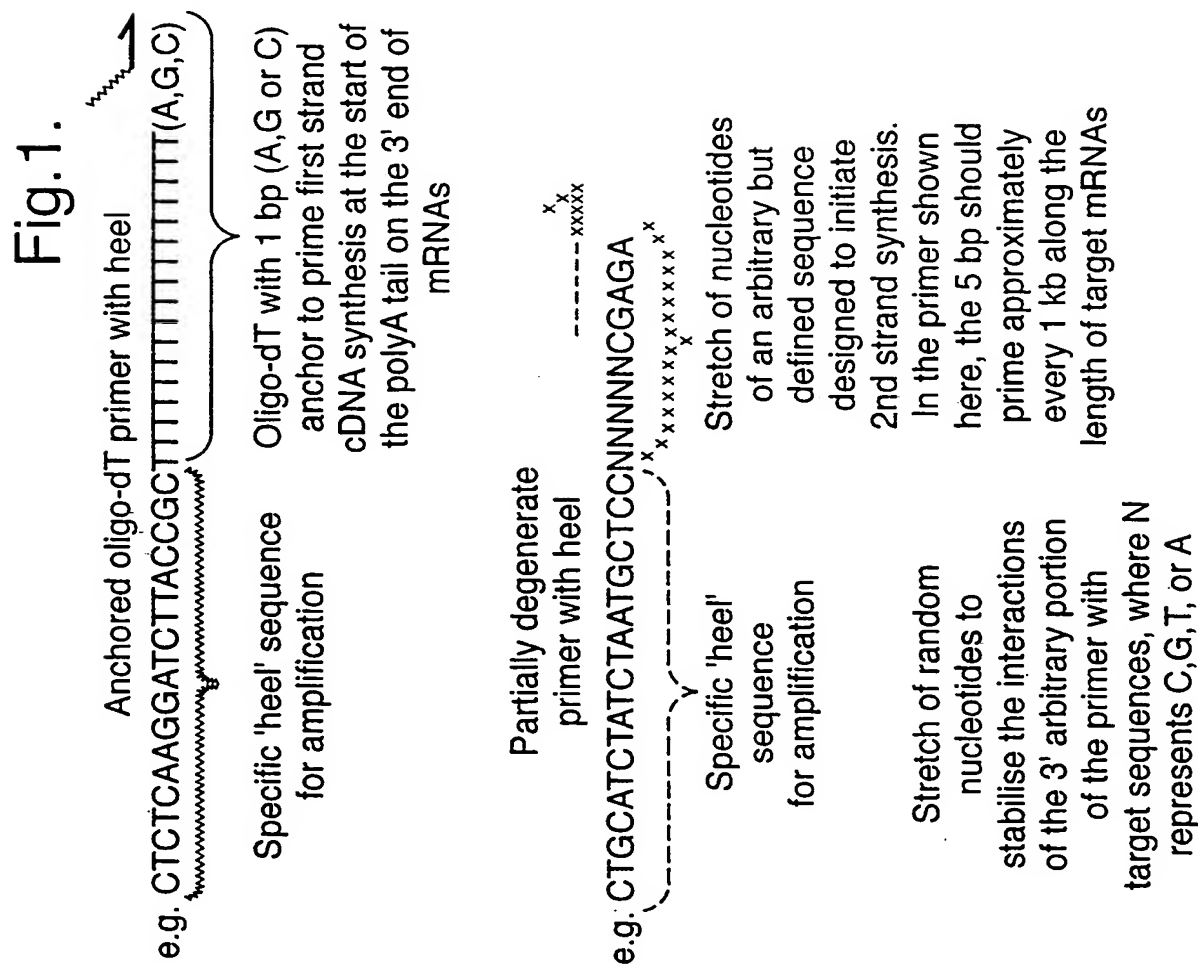 Fig.1.
Anchored oligo-dT primer with heel
e.g. CTCTCAAGGATCTTACCGCTTTTTTTTTTTTTTTTTT(A,G,C)
Specific 'heel' sequence
for amplification
Oligo-dT with 1 bp (A,G or C)
anchor to prime first strand
cDNA synthesis at the start of
the polyA tail on the 3' end of
mRNAs
Partially degenerate
primer with heel
e.g. CTGCATCTATCTAATGCTCCNNNNNCGAGA
Specific 'heel'
sequence
for amplification
Stretch of random
nucleotides to
stabilise the interactions
of the 3' arbitrary portion
of the primer with
target sequences, where N
represents C,G,T, or A
Stretch of nucleotides
of an arbitrary but
defined sequence
designed to initiate
2nd strand synthesis.
In the primer shown
here, the 5 bp should
prime approximately
every 1 kb along the
length of target mRNAs